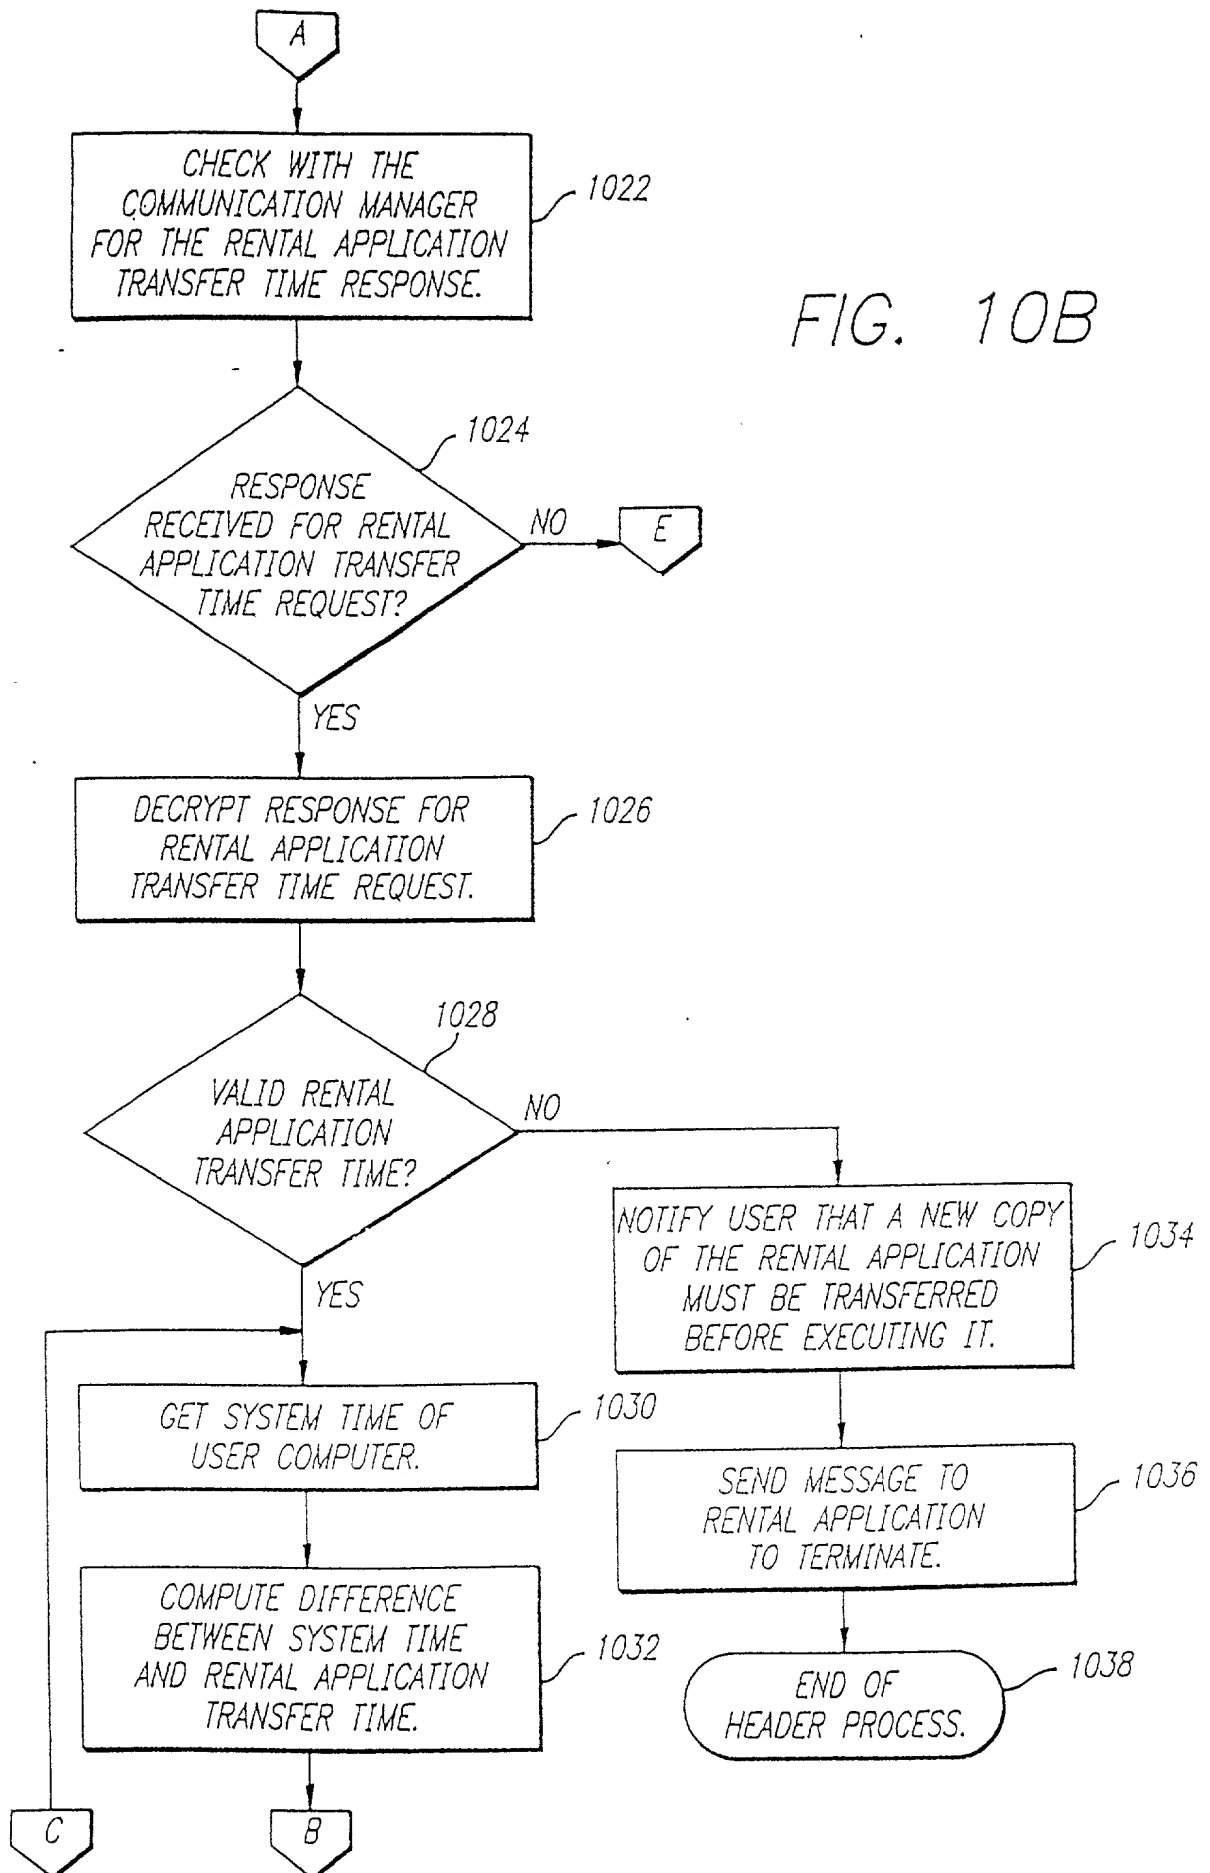 A
CHECK WITH THE
COMMUNICATION MANAGER
FOR THE RENTAL APPLICATION
TRANSFER TIME RESPONSE.
1022
FIG. 10B
1024
RESPONSE
RECEIVED FOR RENTAL
APPLICATION TRANSFER
TIME REQUEST?
NO
E
YES
DECRYPT RESPONSE FOR
RENTAL APPLICATION
TRANSFER TIME REQUEST.
1026
1028
VALID RENTAL
APPLICATION
TRANSFER TIME?
NO
YES
NOTIFY USER THAT A NEW COPY
OF THE RENTAL APPLICATION
MUST BE TRANSFERRED
BEFORE EXECUTING IT.
1034
GET SYSTEM TIME OF
USER COMPUTER.
1030
SEND MESSAGE TO
RENTAL APPLICATION
TO TERMINATE.
1036
COMPUTE DIFFERENCE
BETWEEN SYSTEM TIME
AND RENTAL APPLICATION
TRANSFER TIME.
1032
END OF
HEADER PROCESS.
1038
C
B